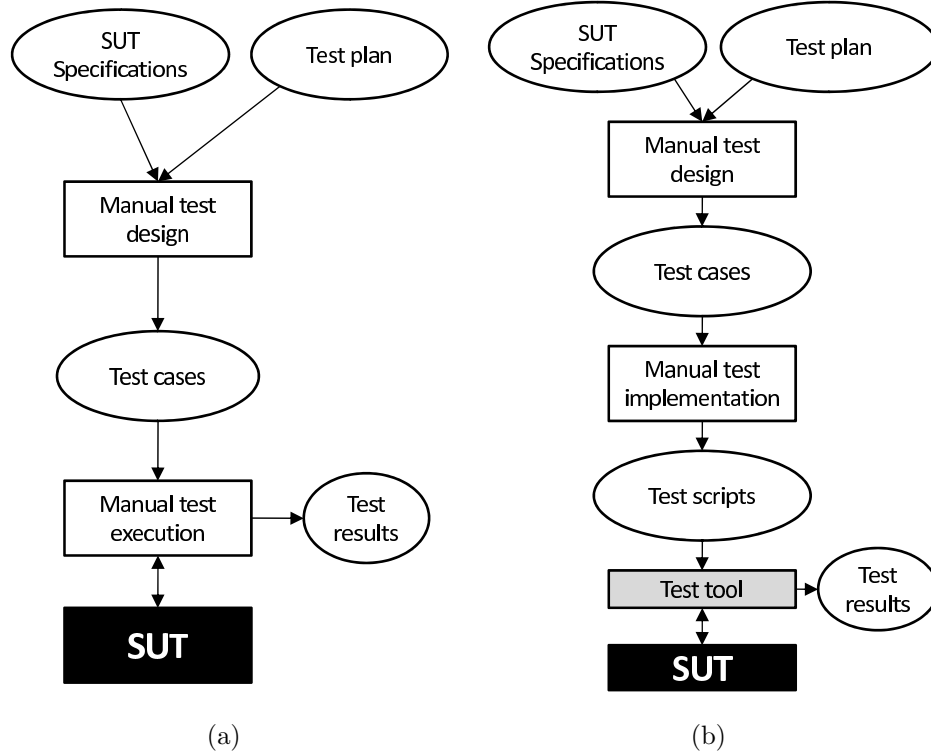 SUT
Specifications
Test plan
Manual test
design
Test cases
Manual test
execution
Test
results
SUT
(a)
SUT
Specifications
Test plan
Manual test
design
Test cases
Manual test
implementation
Test scripts
Test tool
Test
results
SUT
(b)